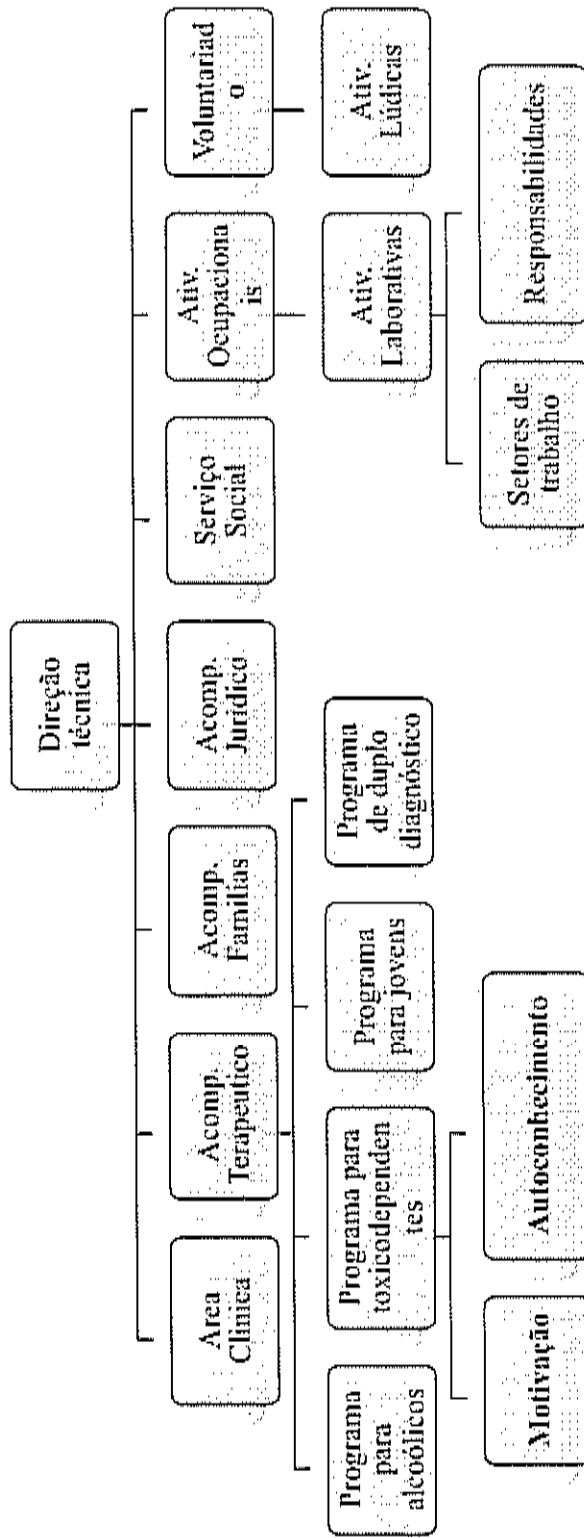 Direção
técnica
Area
Clínica
Acomp.
Terapeutico
Acomp.
Famílias
Acomp.
Jurídico
Serviço
Social
Ativ.
Ocupaciona
is
Voluntariad
o
Programa
para
alcoólicos
Programa para
toxicodependen
tes
Programa
para jovens
Programa
de duplo
diagnóstico
Ativ.
Laborativas
Ativ.
Lúdicas
Motivação
Autoconhecimento
Setores de
trabalho
Responsabilidades